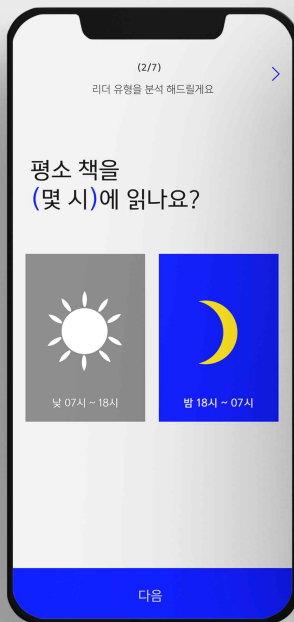 (2/7)
리더 유형을 분석 해드릴게요
평소 책을
(몇 시)에 읽나요?
낮 07시 ~ 18시
밤 18시 ~ 07시
다음